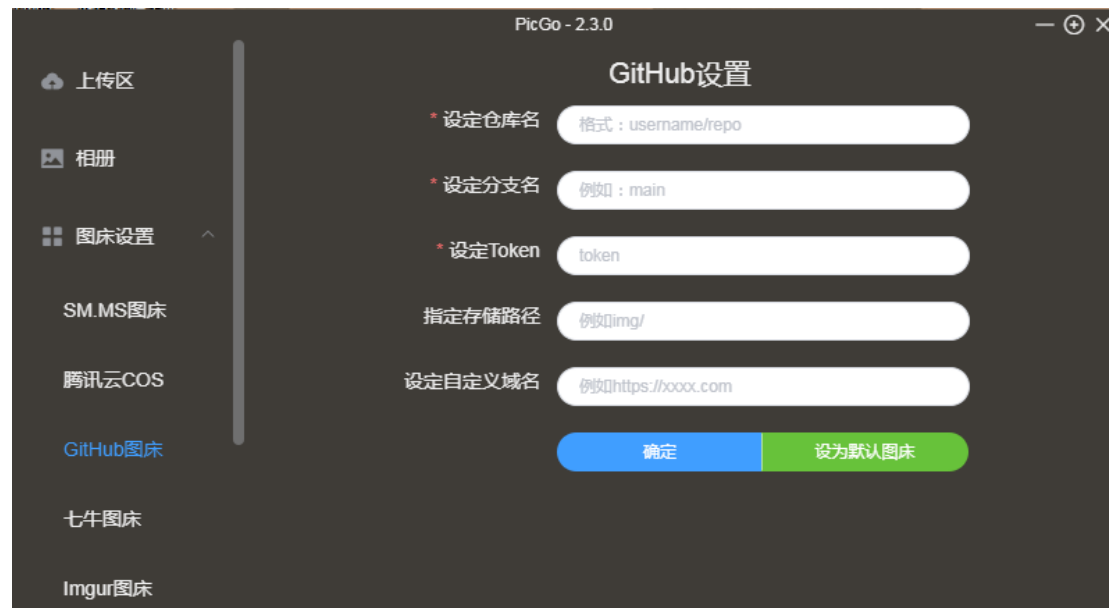 PicGo - 2.3.0
上传区
相册
图床设置
SM.MS图床
腾讯云COS
GitHub图床
七牛图床
Imgur图床
GitHub设置
* 设定仓库名
格式：username/repo
* 设定分支名
例如：main
* 设定Token
token
指定存储路径
例如img/
设定自定义域名
例如https://xxxx.com
确定
设为默认图床